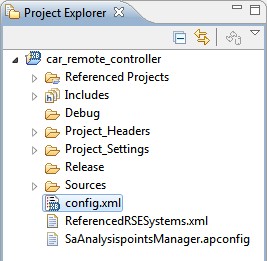 Project Explorer
car_remote_controller
Referenced Projects
Includes
Debug
Project_Headers
Project_Settings
Release
Sources
config.xml
ReferencedRSESystems.xml
SaAnalysispointsManager.apconfig